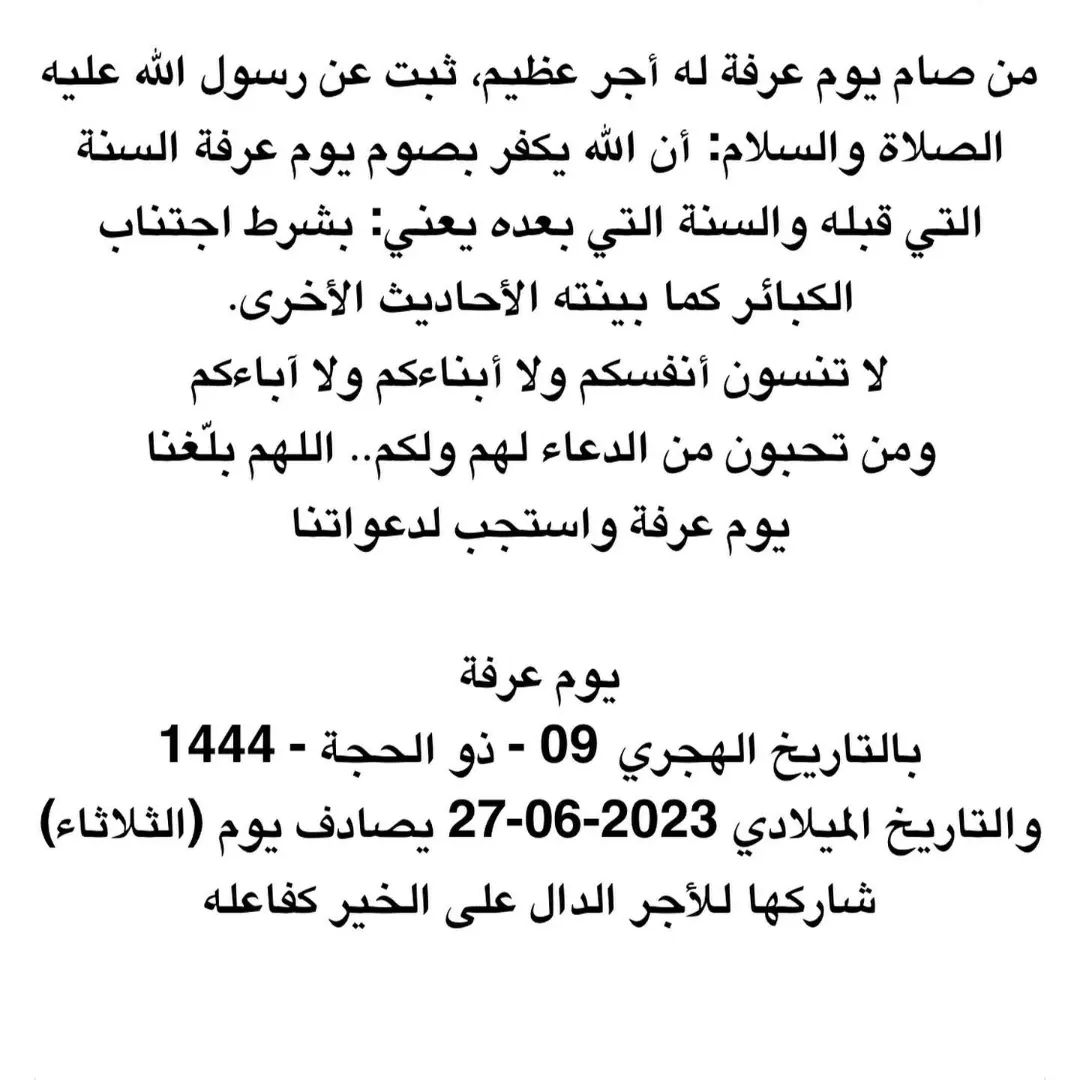 من صام يوم عرفة له أجر عظيم، ثبت عن رسول الله عليه
الصلاة والسلام: أن الله يكفر بصوم يوم عرفة السنة
التي قبله والسنة التي بعده يعني: بشرط اجتناب
الكبائر كما بينته الأحاديث الأخرى.
لا تنسون أنفسكم ولا أبناءكم ولا آباءكم
ومن تحبون من الدعاء لهم ولكم.. اللهم بلّغنا
يوم عرفة واستجب لدعواتنا
يوم عرفة
بالتاريخ الهجري 09 - ذو الحجة - 1444
والتاريخ الميلادي 2023-06-27 يصادف يوم (الثلاثاء)
شاركها للأجر الدال على الخير كفاعله